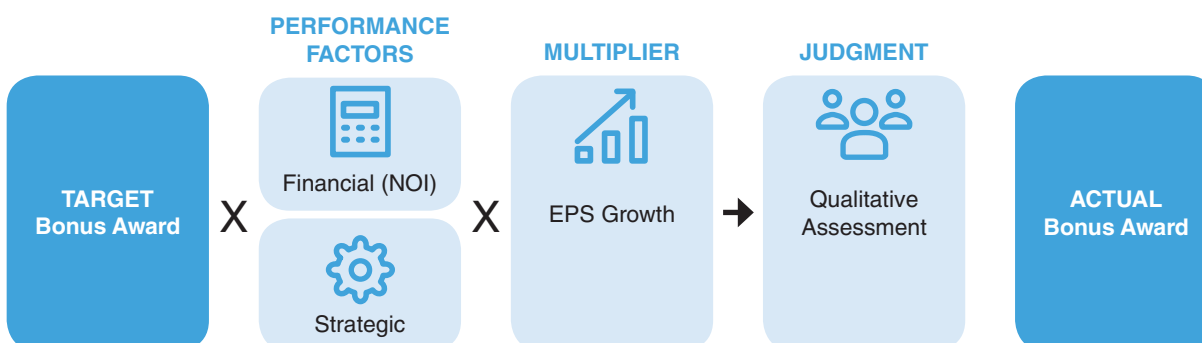 PERFORMANCE
FACTORS
MULTIPLIER
JUDGMENT
TARGET
Bonus Award
X
Financial (NOI)
Strategic
X
EPS Growth
Qualitative
Assessment
ACTUAL
Bonus Award